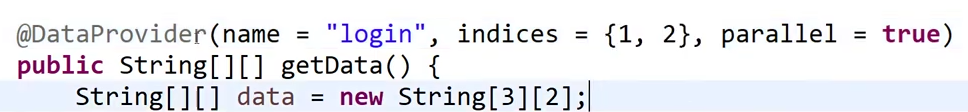 @DataProvider(name = "login", indices = {1, 2}, parallel = true)
public String[][] getData() {
    String[][] data = new String[3][2];